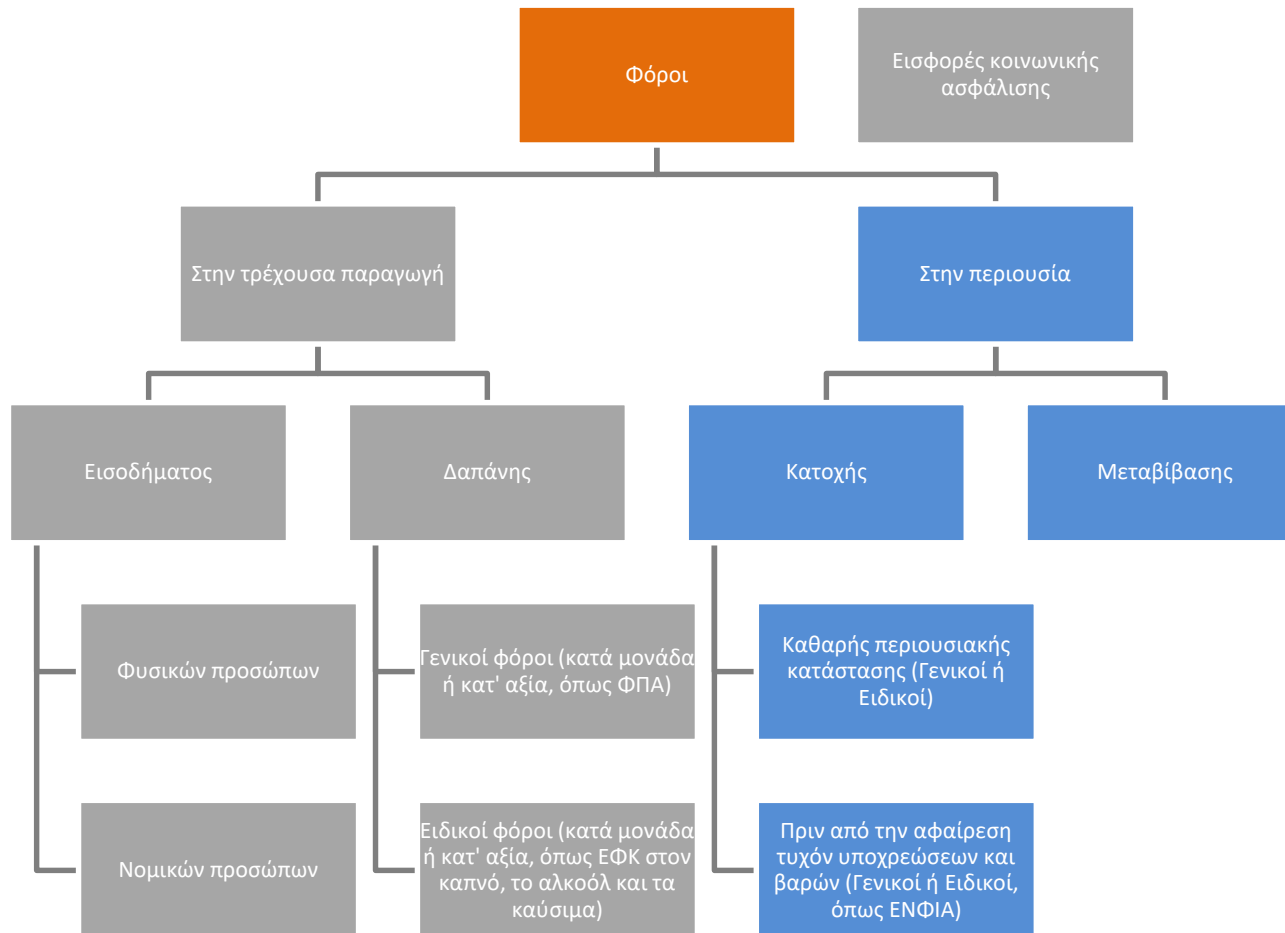 Φόροι
Εισφορές κοινωνικής
ασφάλισης
Στην τρέχουσα παραγωγή
Στην περιουσία
Εισοδήματος
Δαπάνης
Κατοχής
Μεταβίβασης
Φυσικών προσώπων
Γενικοί φόροι (κατά μονάδα
ή κατ' αξία, όπως ΦΠΑ)
Καθαρής περιουσιακής
κατάστασης (Γενικοί ή
Ειδικοί)
Νομικών προσώπων
Ειδικοί φόροι (κατά μονάδα
ή κατ' αξία, όπως ΕΦΚ στον
καπνό, το αλκοόλ και τα
καύσιμα)
Πριν από την αφαίρεση
τυχόν υποχρεώσεων και
βαρών (Γενικοί ή Ειδικοί,
όπως ΕΝΦΙΑ)